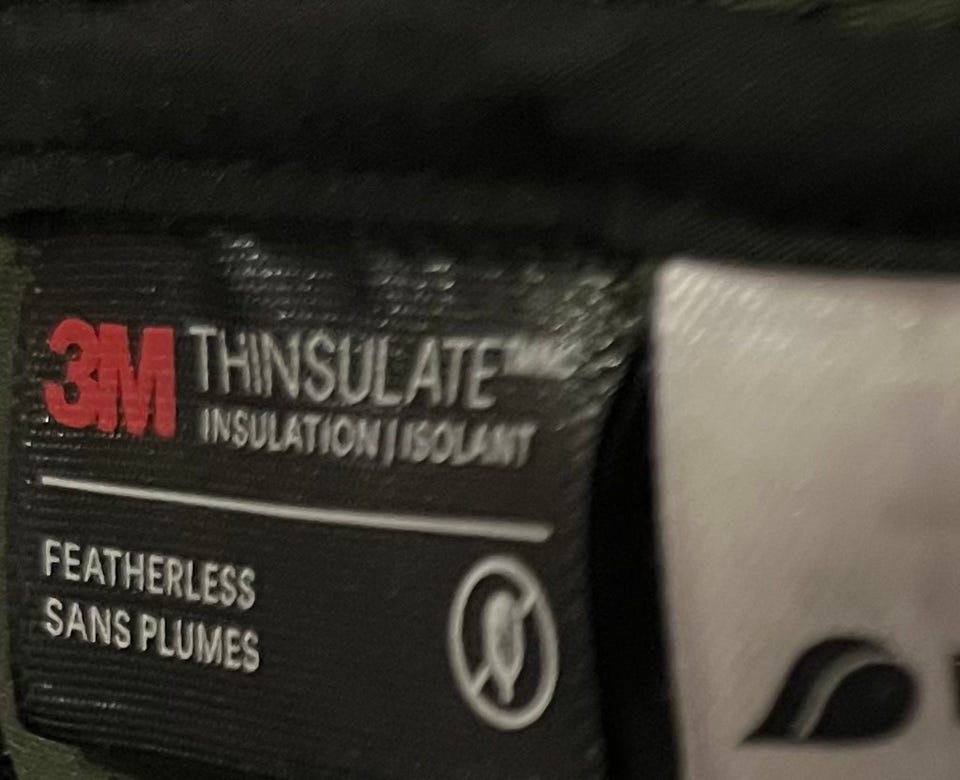 3M THINSULATE™
INSULATION | ISOLANT
FEATHERLESS
SANS PLUMES